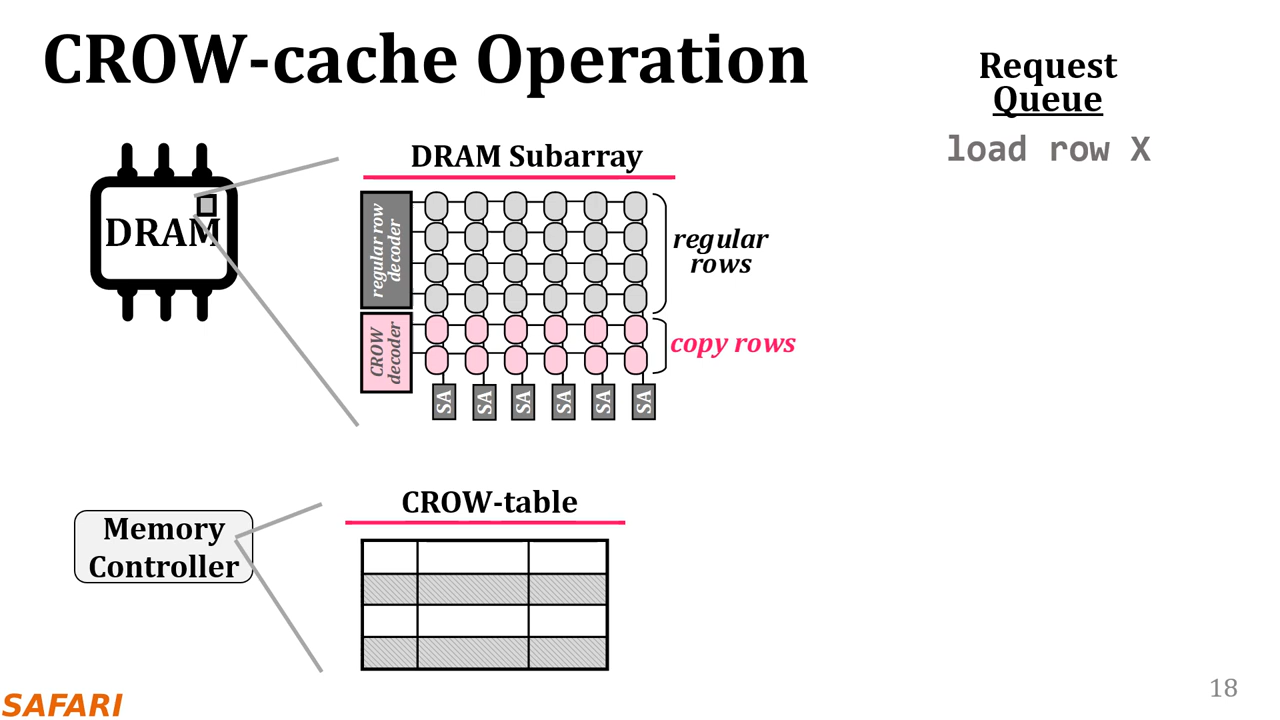 CROW-cache Operation
Request
Queue
load row X
DRAM
DRAM Subarray
regular row
decoder
regular
rows
CROW
decoder
copy rows
SA SA SA SA SA SA
Memory
Controller
CROW-table
SAFARI
18